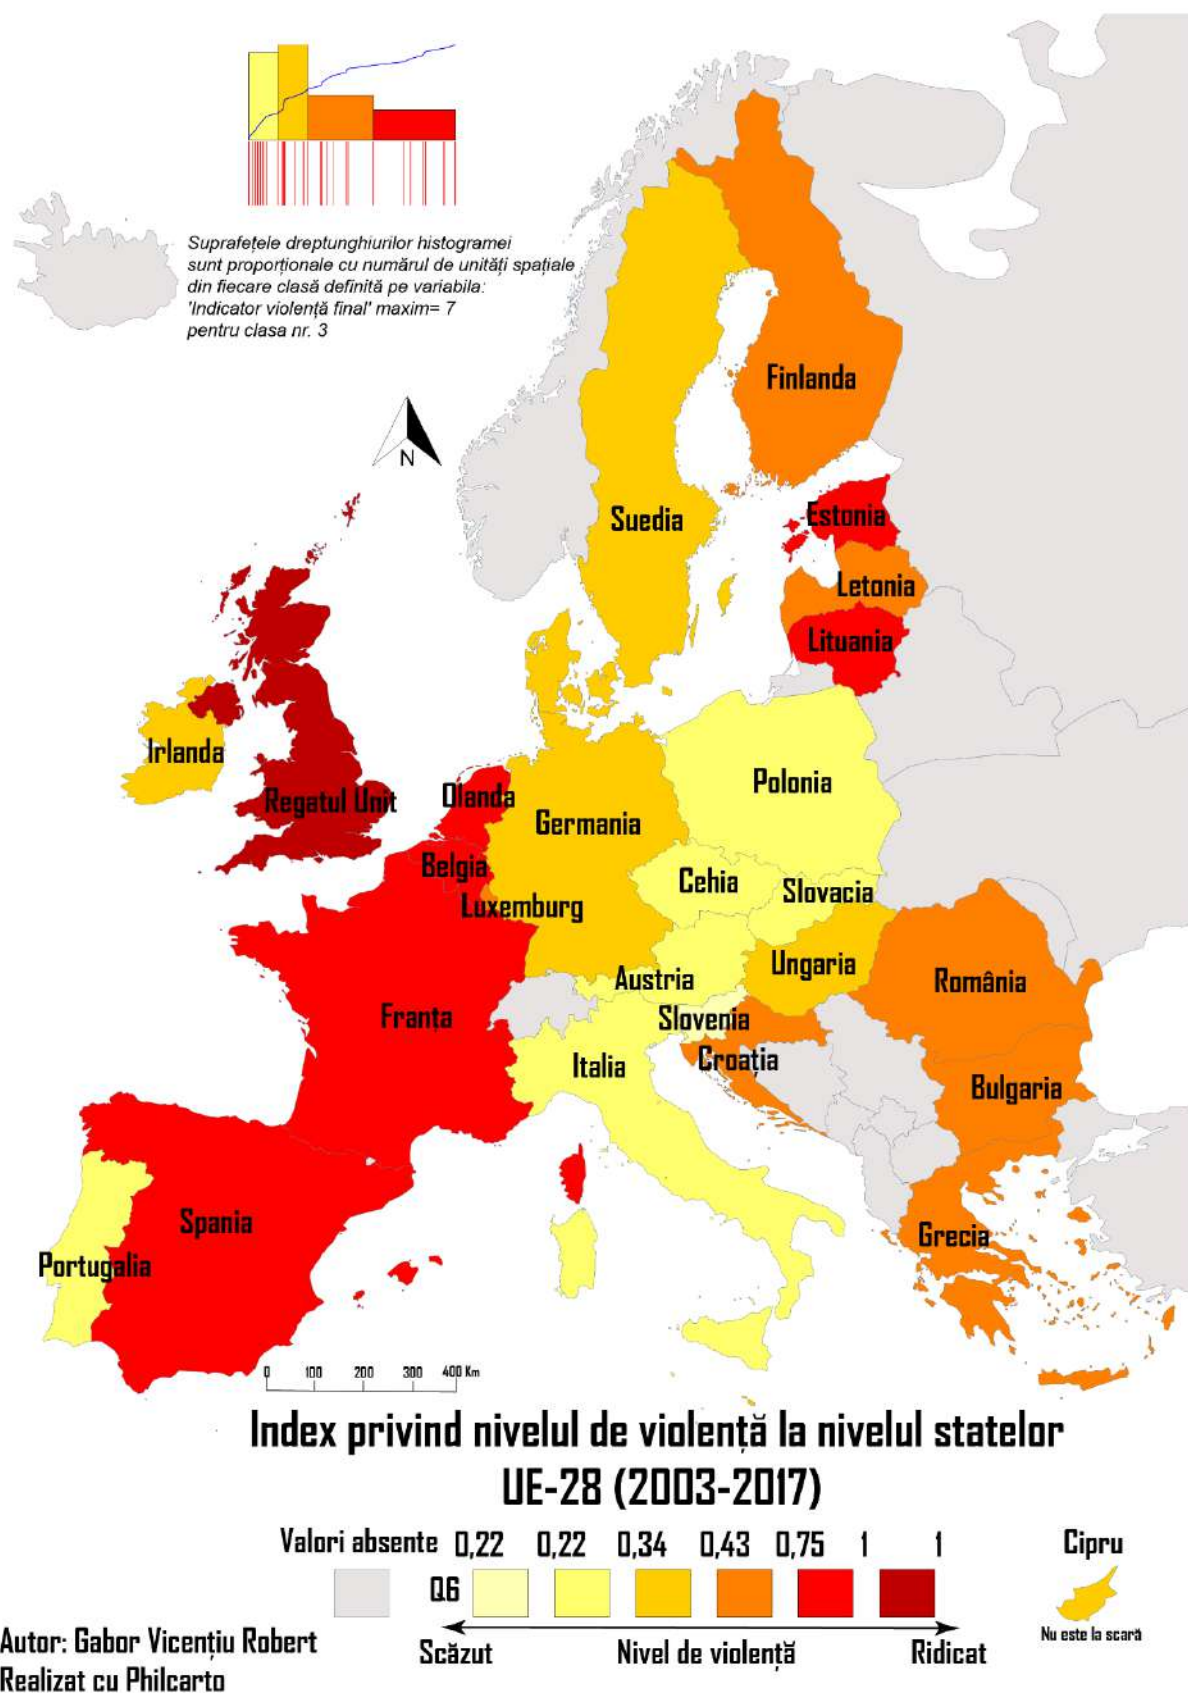 Suprafețele dreptunghiurilor histogramei
sunt proporționale cu numărul de unități spațiale
din fiecare clasă definită pe variabila:
'Indicator violență final' maxim= 7
pentru clasa nr. 3
Finlanda
N
Suedia
Estonia
Letonia
Lituania
Irlanda
Regatul Unit
Olanda
Germania
Polonia
Belgia
Cehia
Slovacia
Luxemburg
Austria
Ungaria
România
Franța
Slovenia
Italia
Croația
Bulgaria
Spania
Grecia
Portugalia
0 100 200 300 400 Km
Index privind nivelul de violență la nivelul statelor
UE-28 (2003-2017)
Valori absente 0,22 0,22 0,34 0,43 0,75 1 1
Cipru
Q6
Nu este la scară
Scăzut Nivel de violență Ridicat
Autor: Gabor Vicențiu Robert
Realizat cu Philcarto